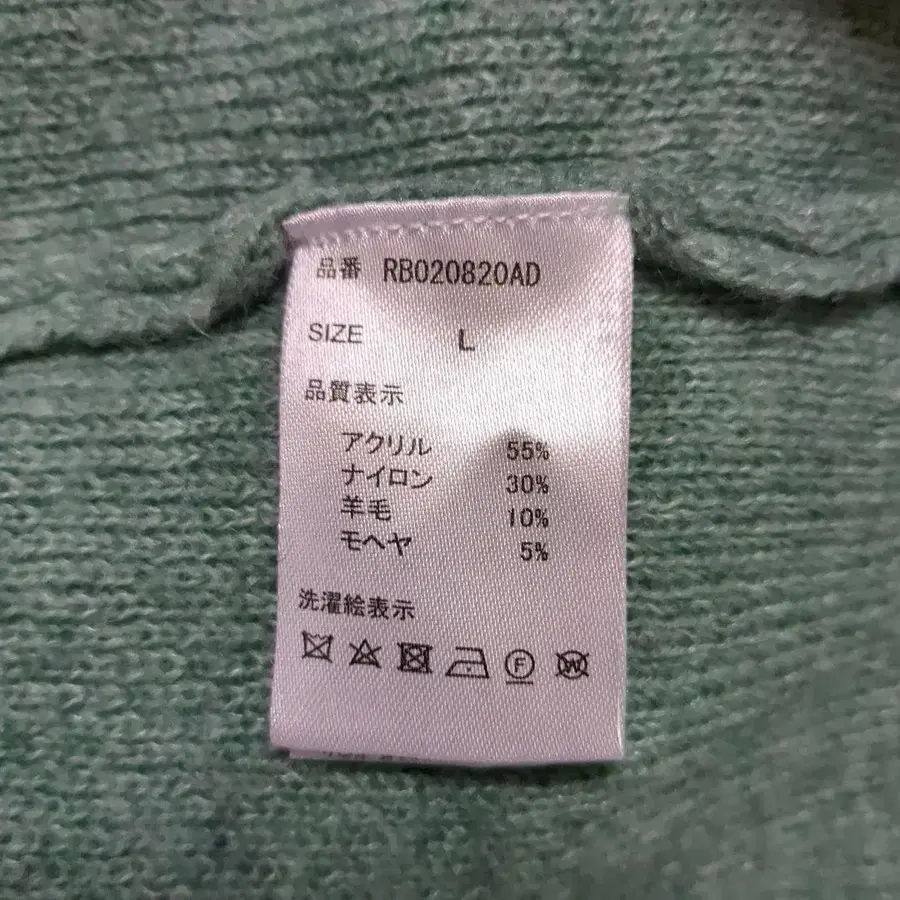 品番 RB020820AD
SIZE L
品質表示
アクリル 55%
ナイロン 30%
羊毛 10%
モヘヤ 5%
洗濯絵表示
F W